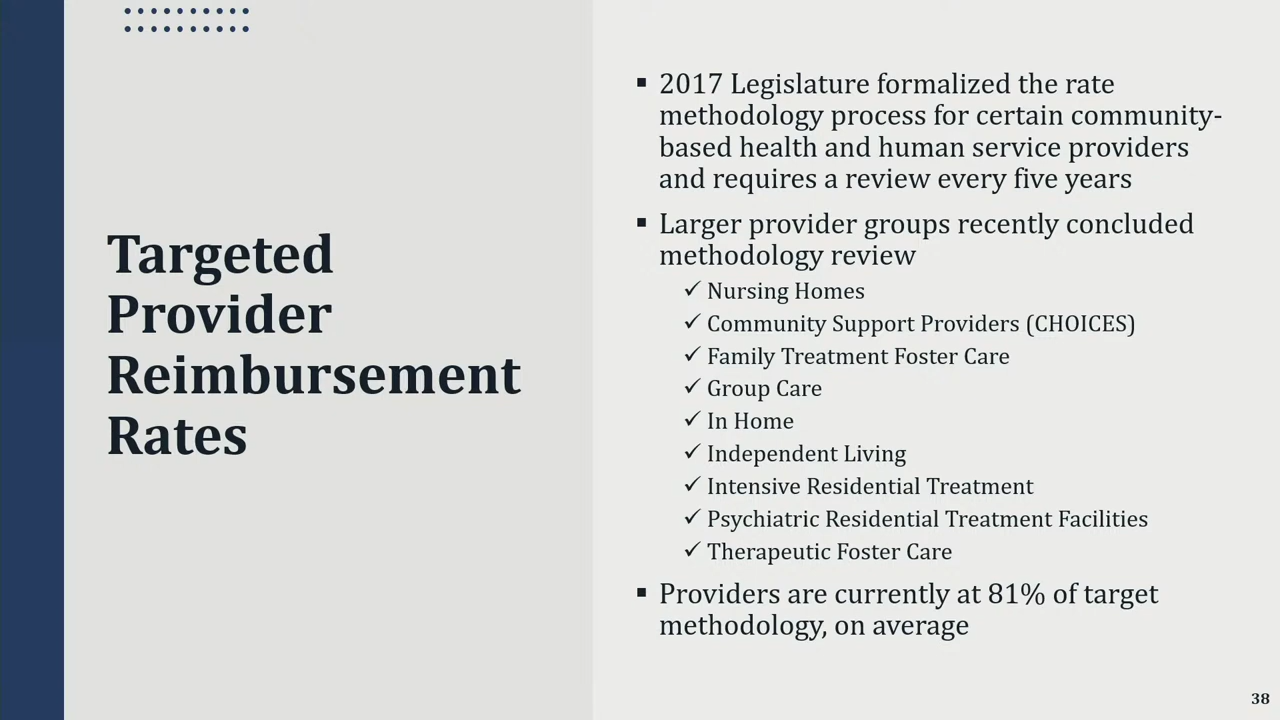 Targeted
Provider
Reimbursement
Rates
▪ 2017 Legislature formalized the rate
methodology process for certain community-
based health and human service providers
and requires a review every five years
▪ Larger provider groups recently concluded
methodology review
✓ Nursing Homes
✓ Community Support Providers (CHOICES)
✓ Family Treatment Foster Care
✓ Group Care
✓ In Home
✓ Independent Living
✓ Intensive Residential Treatment
✓ Psychiatric Residential Treatment Facilities
✓ Therapeutic Foster Care
▪ Providers are currently at 81% of target
methodology, on average
38